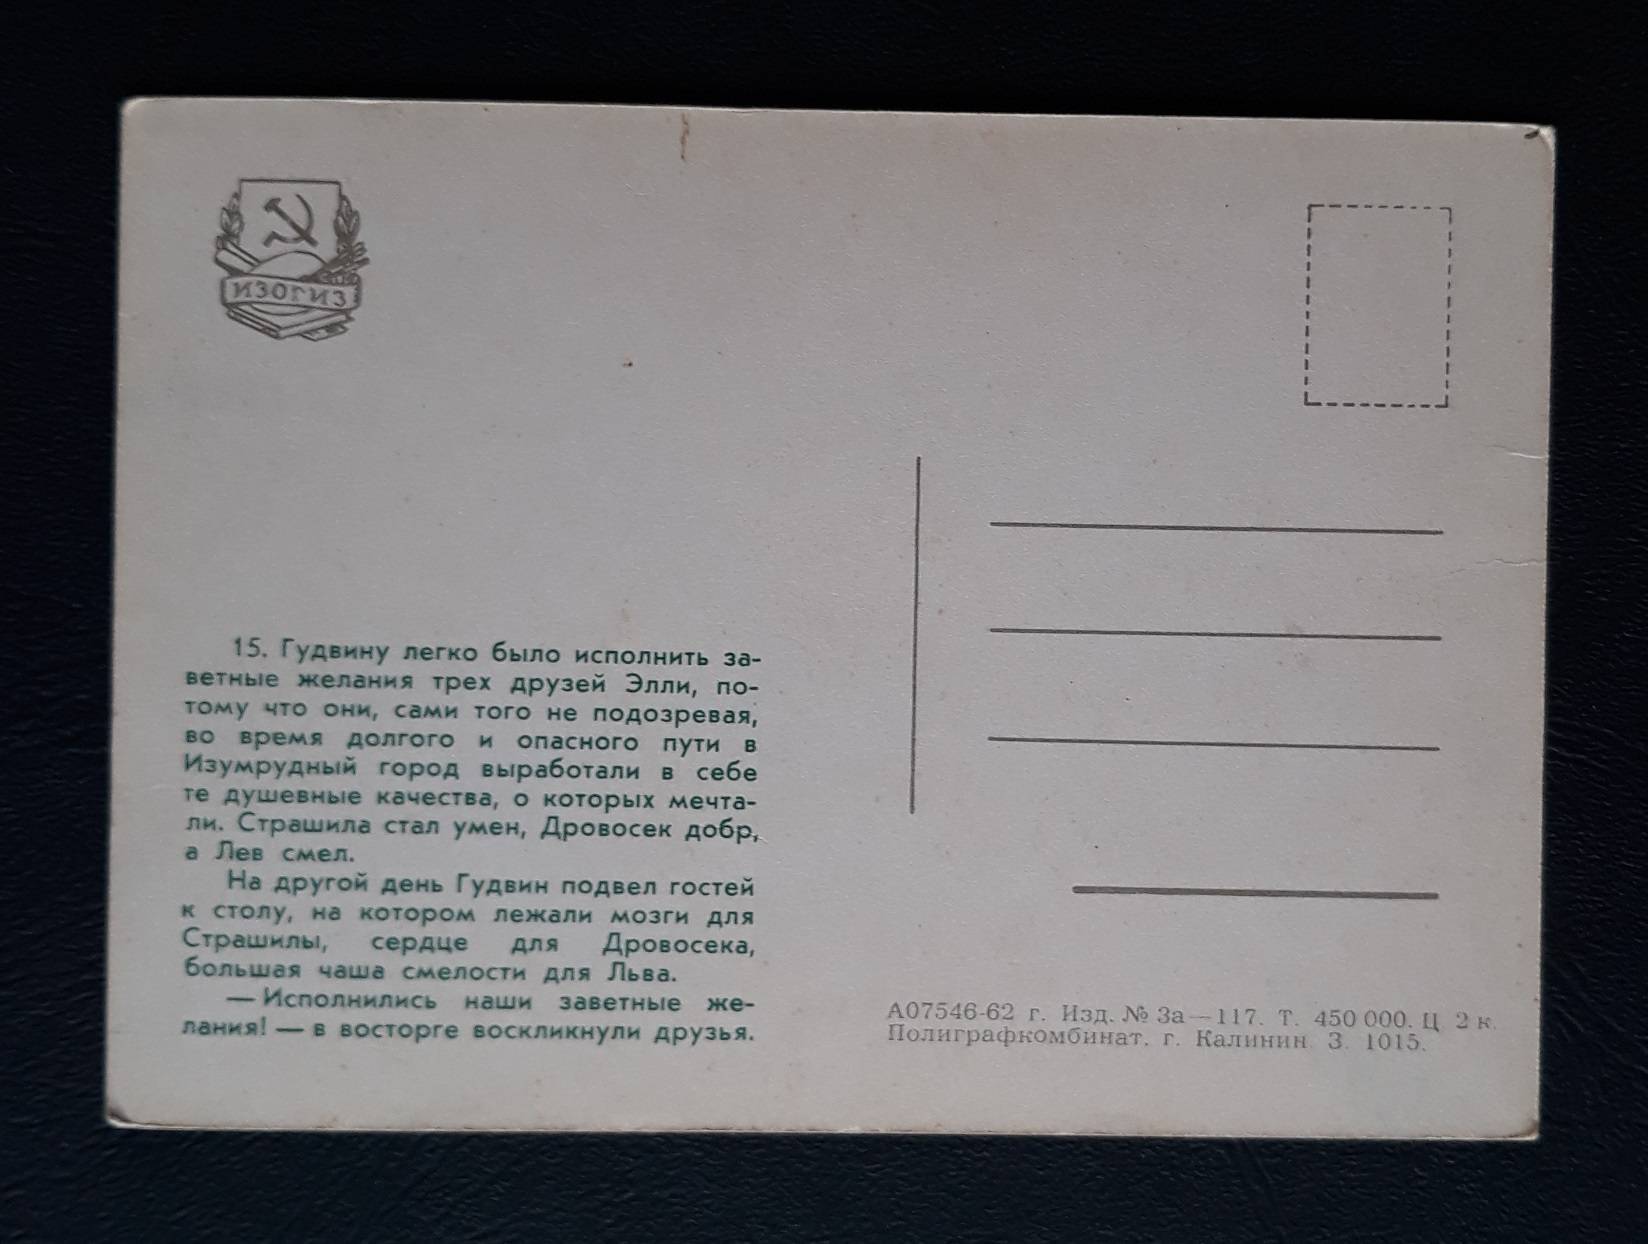 ИЗОГИЗ
15. Гудвину легко было исполнить за-
ветные желания трех друзей Элли, по-
тому что они, сами того не подозревая,
во время долгого и опасного пути в
Изумрудный город выработали в себе
те душевные качества, о которых мечта-
ли. Страшила стал умен, Дровосек добр,
а Лев смел.
На другой день Гудвин подвел гостей
к столу, на котором лежали мозги для
Страшилы, сердце для Дровосека,
большая чаша смелости для Льва.
— Исполнились наши заветные же-
лания! — в восторге воскликнули друзья.
А07546-62 г. Изд. № 3а—117. Т. 450 000. Ц 2 к.
Полиграфкомбинат. г. Калинин. З. 1015.